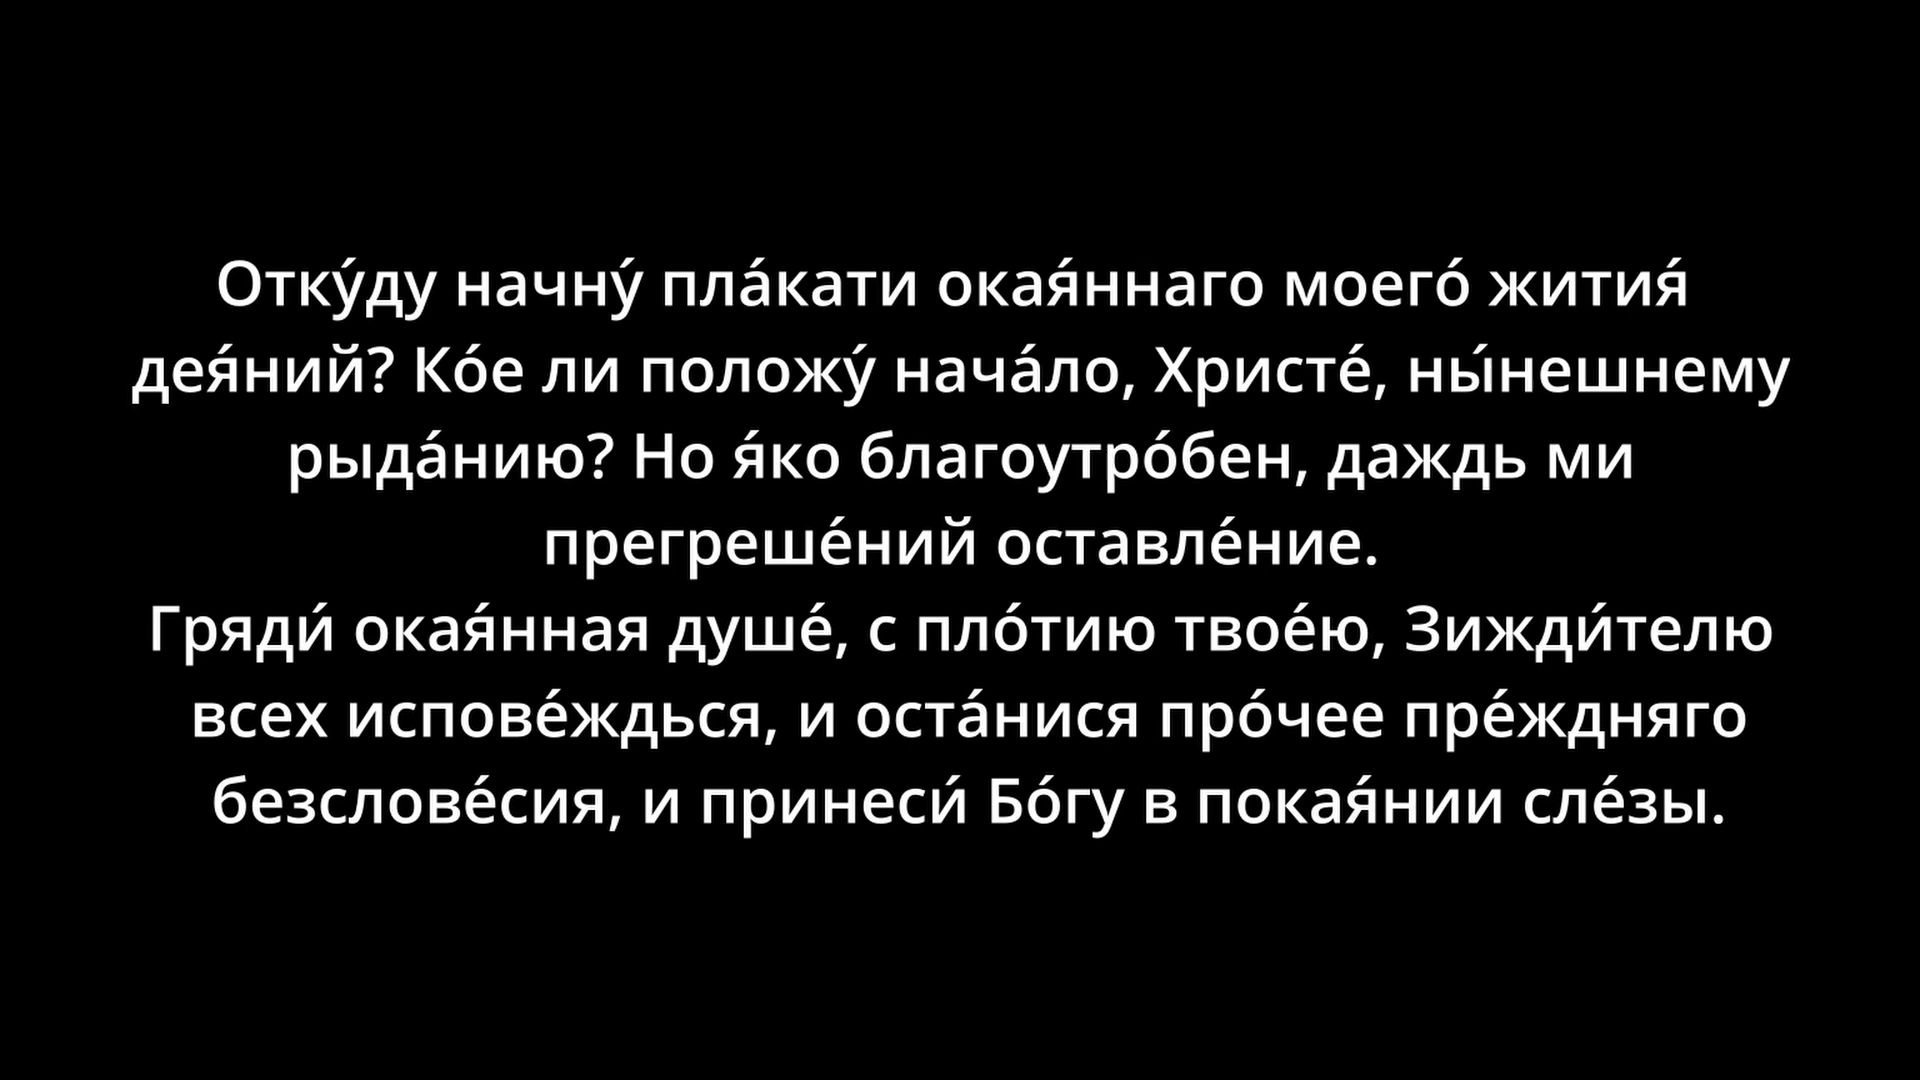 Отку́ду начну́ пла́кати окая́ннаго моего́ жития́
дея́ний? Ко́е ли положу́ нача́ло, Христе́, ны́нешнему
рыда́нию? Но я́ко благоутро́бен, даждь ми
прегреше́ний оставле́ние.
Гряди́ окая́нная душе́, с пло́тию твое́ю, Зижди́телю
всех испове́ждься, и оста́нися про́чее пре́ждняго
безслове́сия, и принеси́ Бо́гу в покая́нии сле́зы.